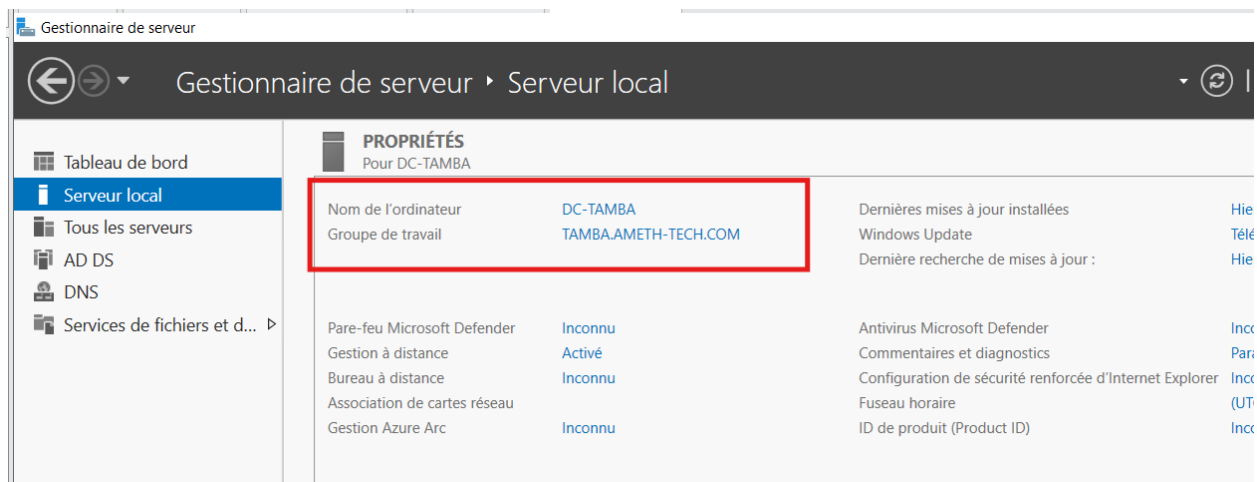 Gestionnaire de serveur
Gestionnaire de serveur ‣ Serveur local
Tableau de bord
Serveur local
Tous les serveurs
AD DS
DNS
Services de fichiers et d...
PROPRIÉTÉS
Pour DC-TAMBA
Nom de l'ordinateur DC-TAMBA Dernières mises à jour installées
Groupe de travail TAMBA.AMETH-TECH.COM Windows Update
Dernière recherche de mises à jour :
Pare-feu Microsoft Defender Inconnu Antivirus Microsoft Defender
Gestion à distance Activé Commentaires et diagnostics
Bureau à distance Inconnu Configuration de sécurité renforcée d'Internet Explorer
Association de cartes réseau Fuseau horaire
Gestion Azure Arc Inconnu ID de produit (Product ID)